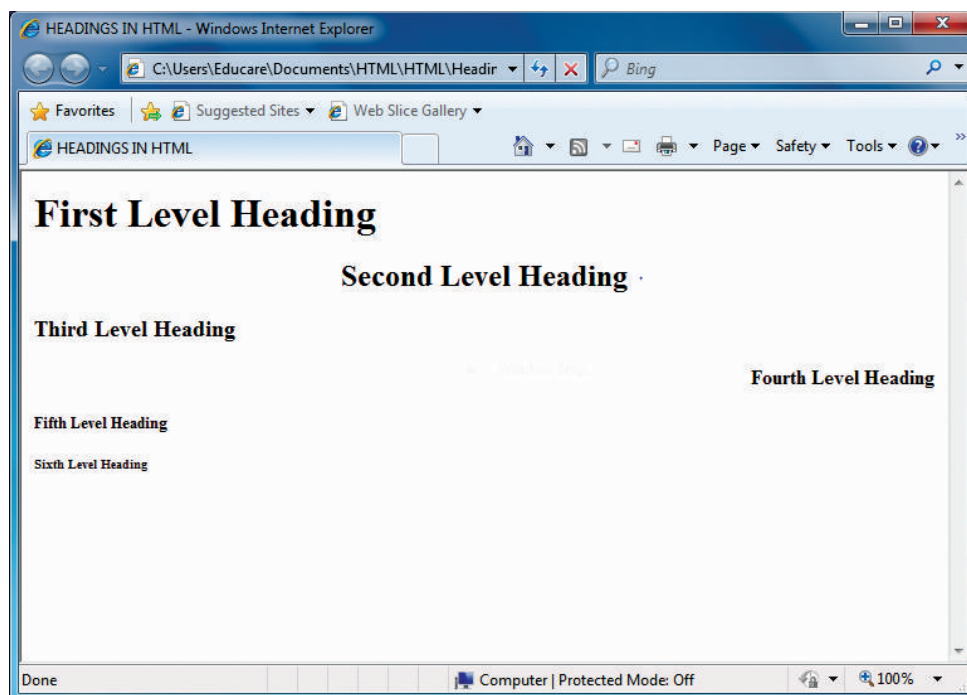 HEADINGS IN HTML - Windows Internet Explorer
C:\Users\Educare\Documents\HTML\HTML\Headir
Bing
Favorites Suggested Sites Web Slice Gallery
HEADINGS IN HTML Page Safety Tools
First Level Heading
Second Level Heading
Third Level Heading
Fourth Level Heading
Fifth Level Heading
Sixth Level Heading
Done Computer | Protected Mode: Off 100%